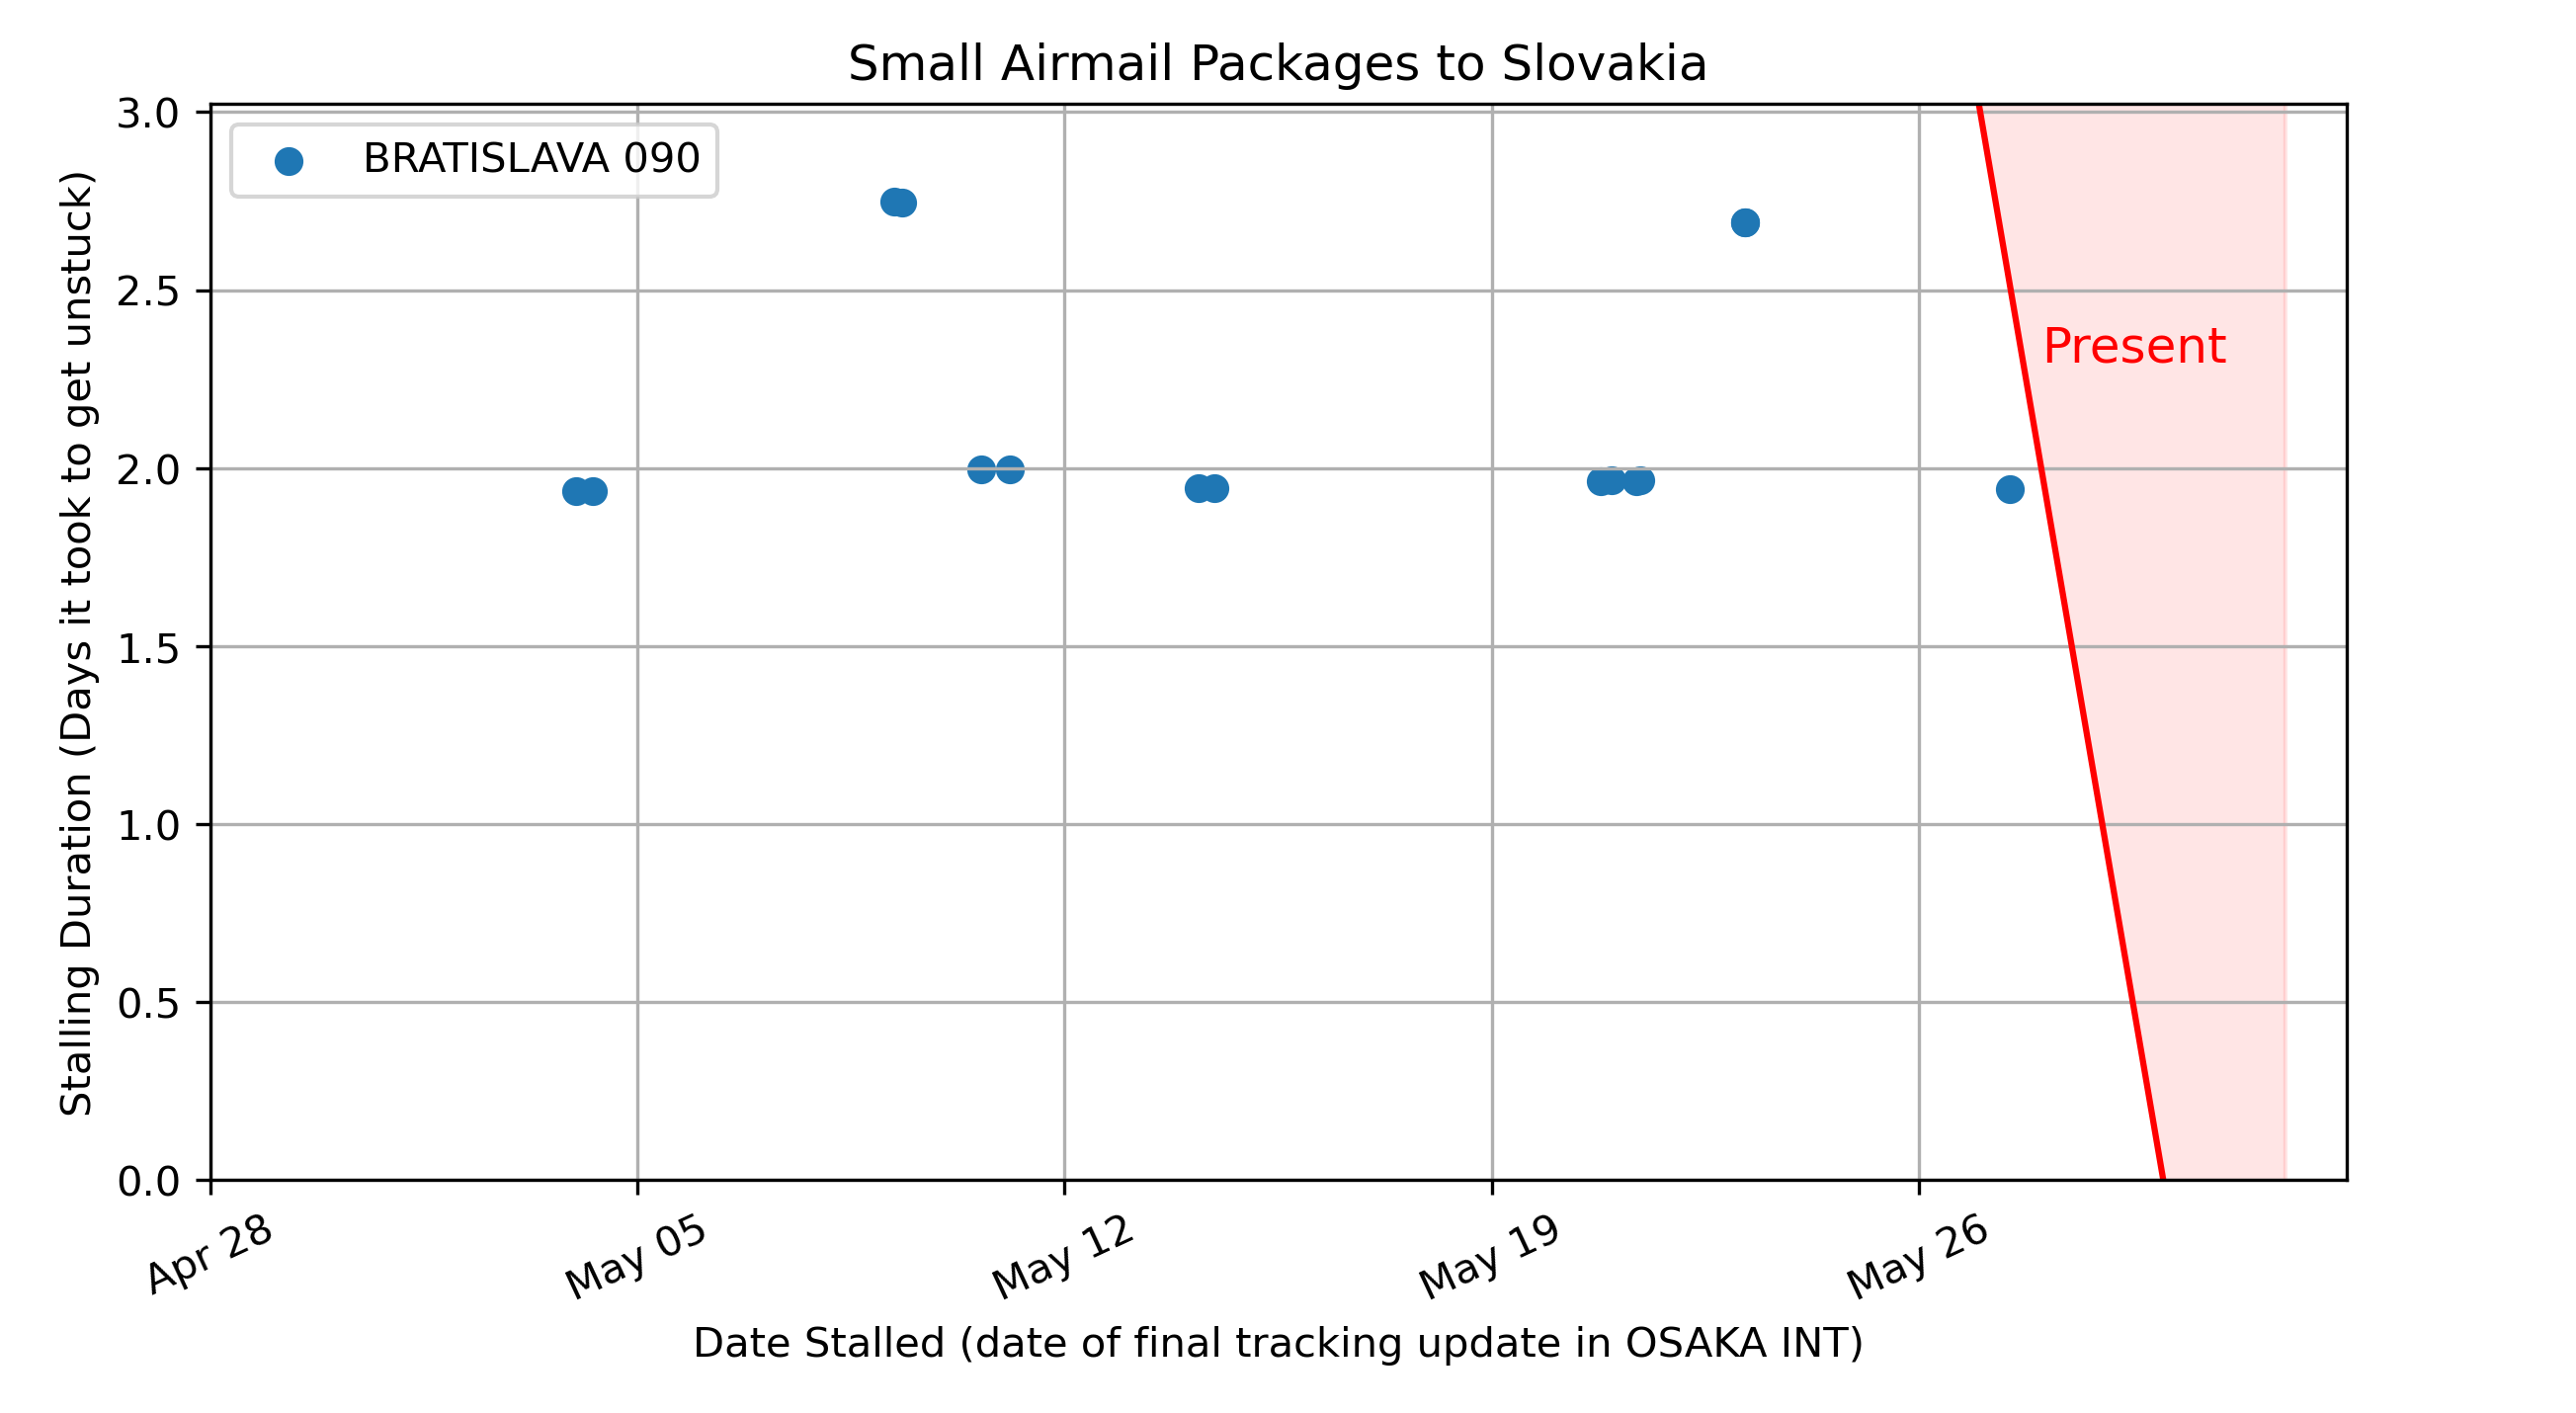 Small Airmail Packages to Slovakia
BRATISLAVA 090
Present
Stalling Duration (Days it took to get unstuck)
3.0
2.5
2.0
1.5
1.0
0.5
0.0
Apr 28
May 05
May 12
May 19
May 26
Date Stalled (date of final tracking update in OSAKA INT)